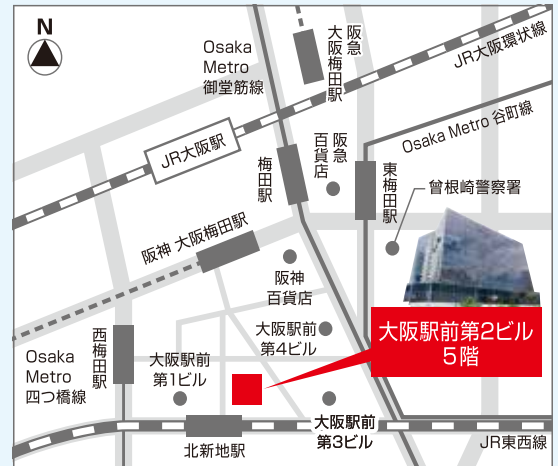 N
Osaka
Metro
御堂筋線
阪急
大阪梅田駅
JR大阪環状線
Osaka Metro 谷町線
JR大阪駅
梅田駅
阪急
百貨店
東梅田駅
曾根崎警察署
阪神 大阪梅田駅
阪神
百貨店
大阪駅前
第4ビル
大阪駅前第2ビル
5階
西梅田駅
Osaka
Metro
四つ橋線
大阪駅前
第1ビル
大阪駅前
第3ビル
北新地駅
JR東西線